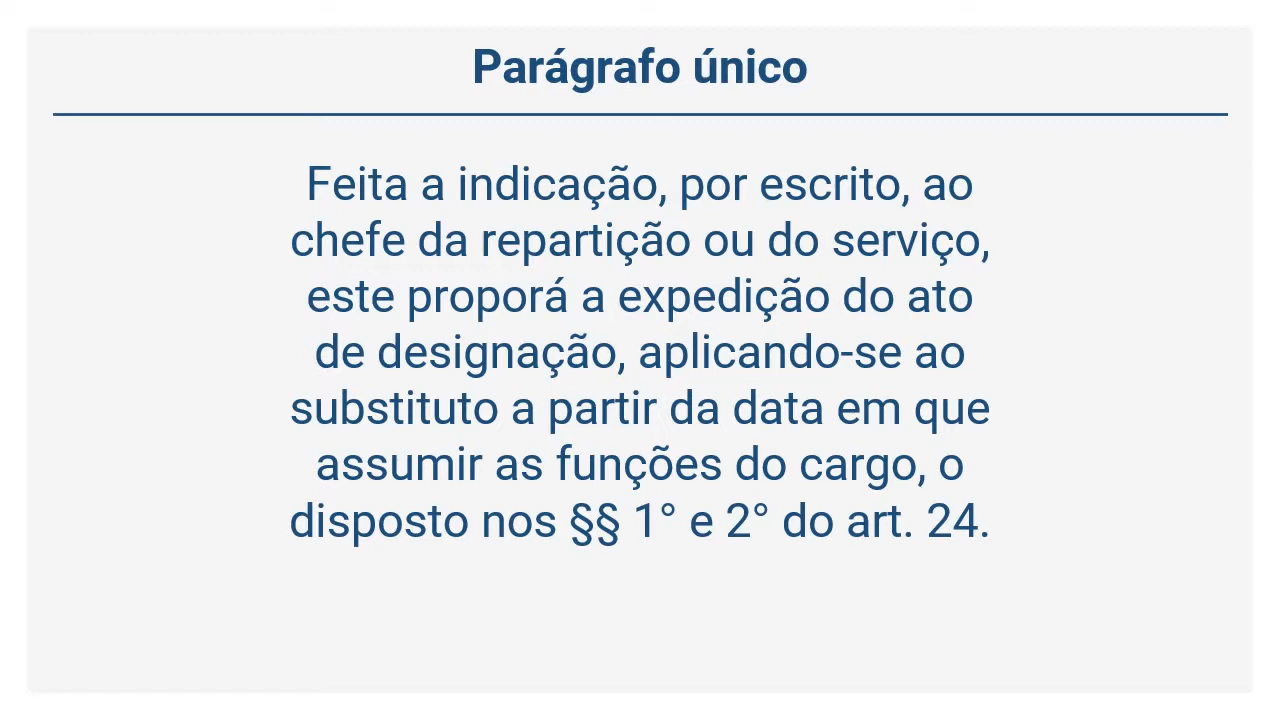 Parágrafo único
Feita a indicação, por escrito, ao
chefe da repartição ou do serviço,
este proporá a expedição do ato
de designação, aplicando-se ao
substituto a partir da data em que
assumir as funções do cargo, o
disposto nos §§ 1° e 2° do art. 24.